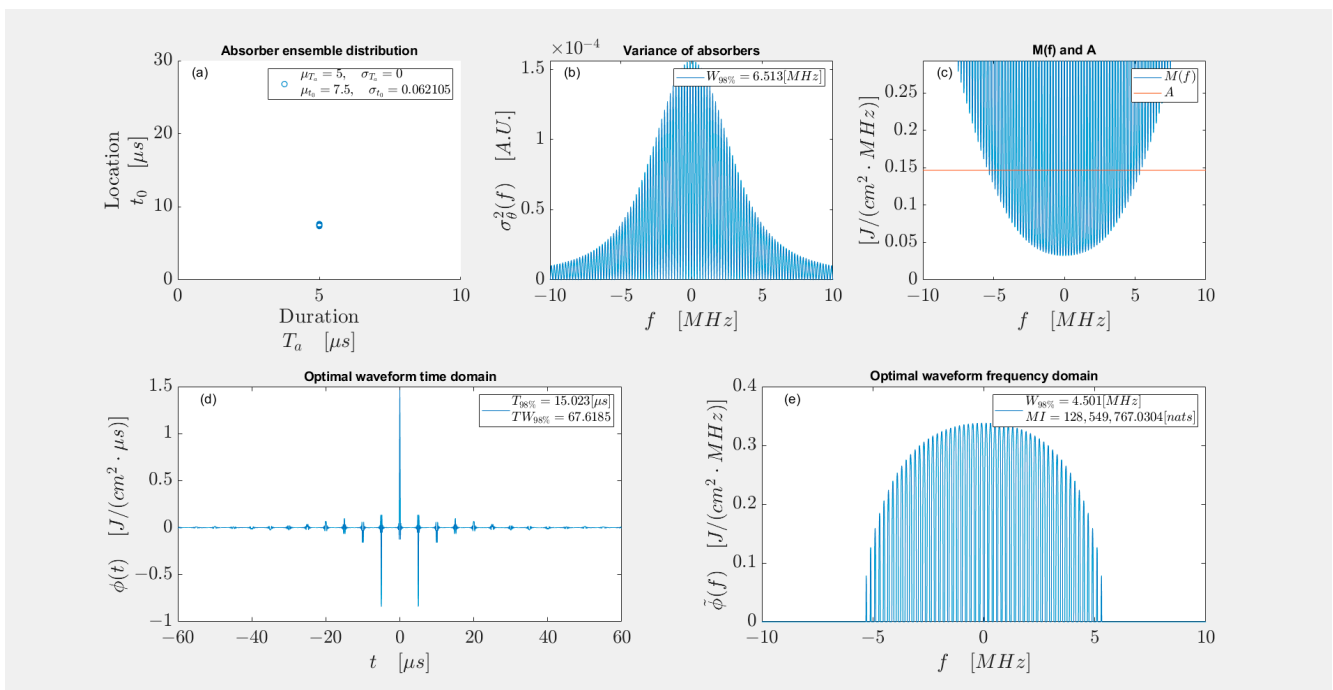 Absorber ensemble distribution
(a)
μ_{T_a} = 5, σ_{T_a} = 0
μ_{t_0} = 7.5, σ_{t_0} = 0.062105
30
20
10
0
Location
t_0 [μs]
0 5 10
Duration
T_a [μs]
Variance of absorbers
×10^{-4}
(b)
W_{98%} = 6.513[MHz]
1.5
1
0.5
0
σ_θ^2(f) [A.U.]
−10 −5 0 5 10
f [MHz]
M(f) and A
(c)
M(f)
A
0.25
0.2
0.15
0.1
0.05
0
[J/(cm^2 · MHz)]
−10 −5 0 5 10
f [MHz]
Optimal waveform time domain
(d)
T_{98%} = 15.023[μs]
TW_{98%} = 67.6185
1.5
1
0.5
0
−0.5
−1
ϕ(t) [J/(cm^2 · μs)]
−60 −40 −20 0 20 40 60
t [μs]
Optimal waveform frequency domain
(e)
W_{98%} = 4.501[MHz]
MI = 128,549,767.0304[nats]
0.4
0.3
0.2
0.1
0
ϕ̃(f) [J/(cm^2 · MHz)]
−10 −5 0 5 10
f [MHz]